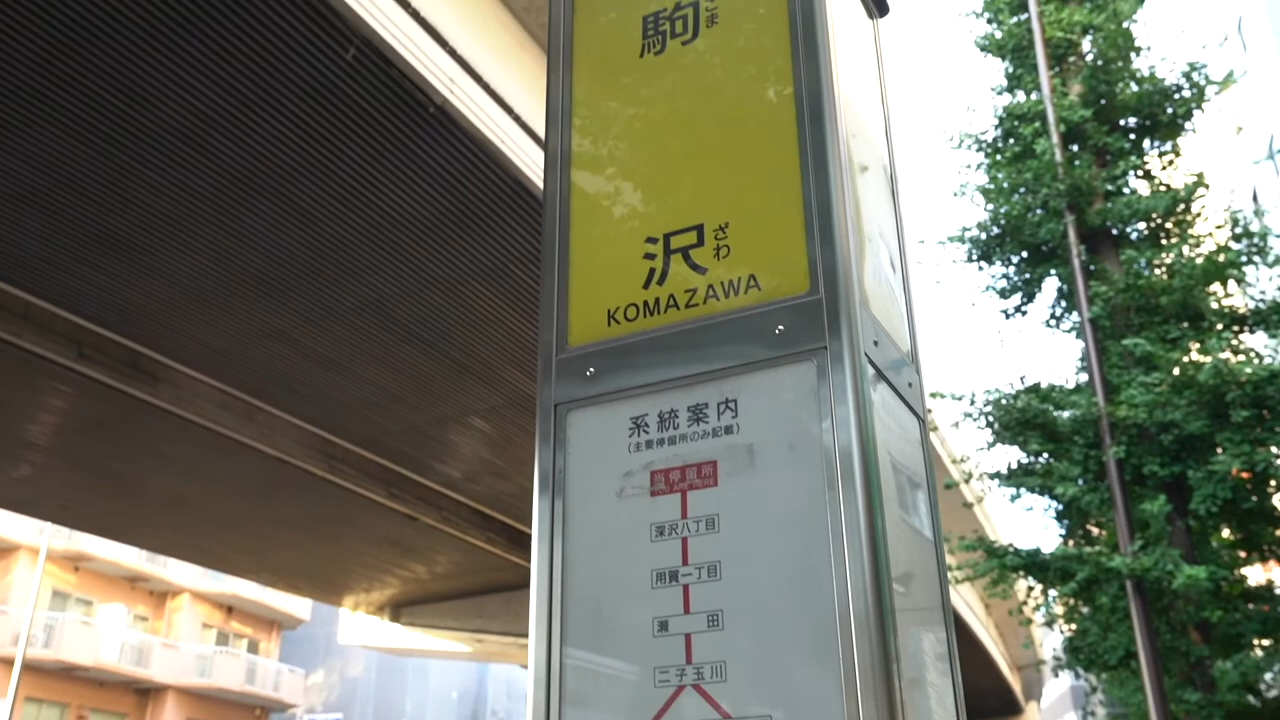 駒 こま
沢 ざわ
KOMAZAWA
系統案内
(主要停留所のみ記載)
当停留所
YOU ARE HERE
深沢八丁目
用賀一丁目
瀬田
二子玉川